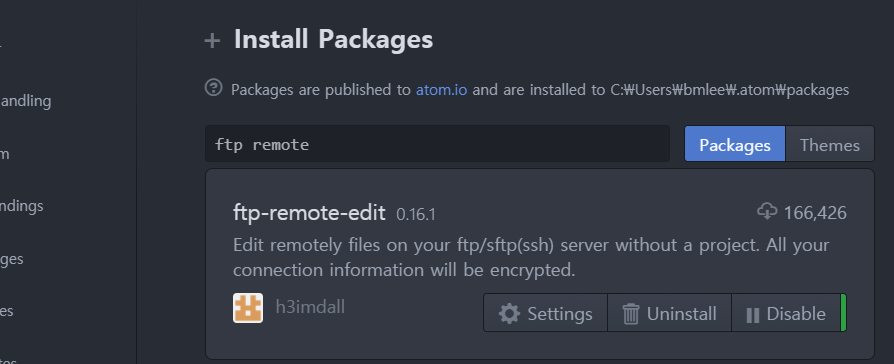 Install Packages
Packages are published to atom.io and are installed to C:₩Users₩bmlee₩.atom₩packages
andling
ftp remote
Packages
Themes
m
ndings
ftp-remote-edit 0.16.1
166,426
Edit remotely files on your ftp/sftp(ssh) server without a project. All your
ges
connection information will be encrypted.
es
h3imdall
Settings
Uninstall
Disable
tes